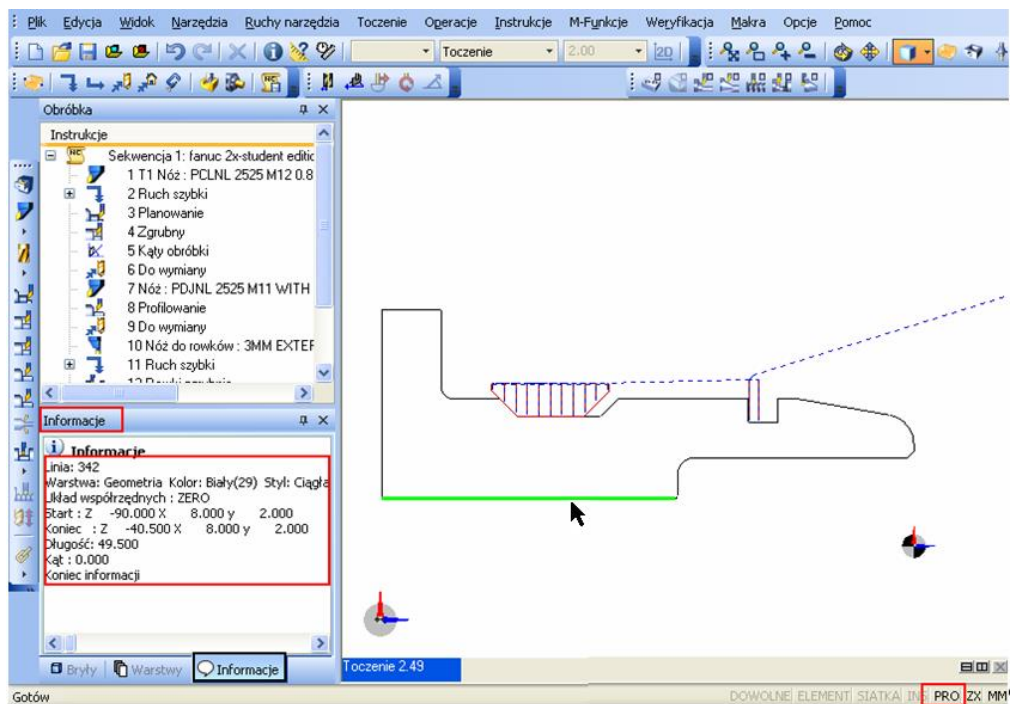 Plik Edycja Widok Narzędzia Ruchy narzędzia Toczenie Operacje Instrukcje M-Funkcje Weryfikacja Makra Opcje Pomoc
Toczenie 2.00 2D
Obróbka
Instrukcje
Sekwencja 1: fanuc 2x-student editic
1 T1 Nóż : PCLNL 2525 M12 0.8
2 Ruch szybki
3 Planowanie
4 Zgrubny
5 Kąty obróbki
6 Do wymiany
7 Nóż : PDJNL 2525 M11 WITH
8 Profilowanie
9 Do wymiany
10 Nóż do rowków : 3MM EXTEF
11 Ruch szybki
Informacje
Informacje
Linia: 342
Warstwa: Geometria Kolor: Biały(29) Styl: Ciągła
Układ współrzędnych : ZERO
Start : Z -90.000 X 8.000 y 2.000
Koniec : Z -40.500 X 8.000 y 2.000
Długość: 49.500
Kąt : 0.000
Koniec informacji
Bryły Warstwy Informacje
Toczenie 2.49
Gotów
DOWOLNE ELEMENT SIATKA INS PRO ZX MM